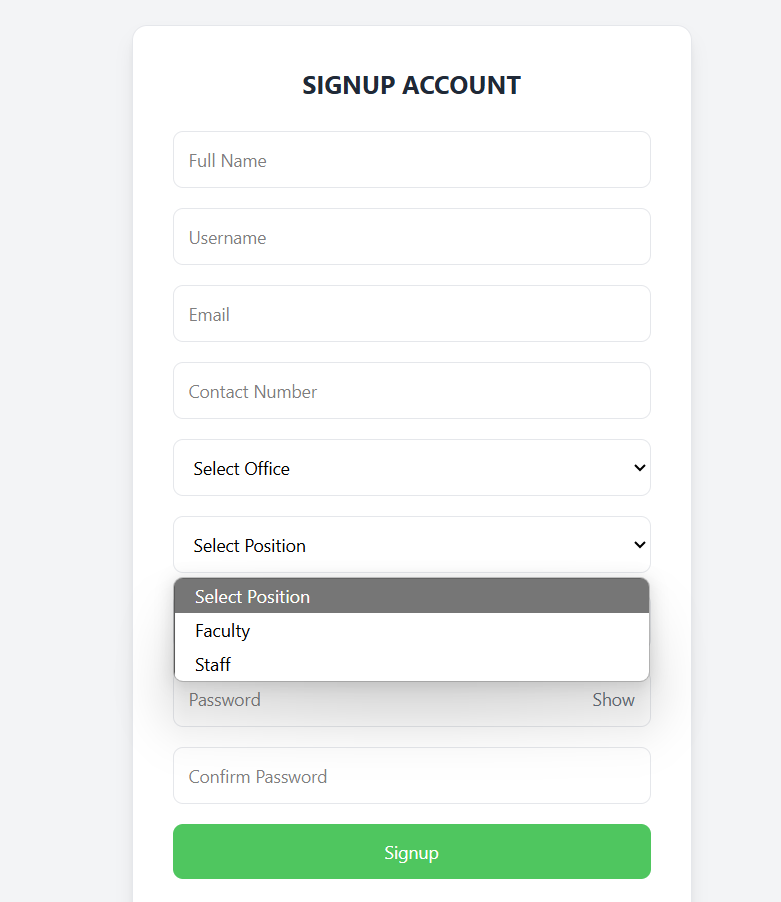 SIGNUP ACCOUNT
Full Name
Username
Email
Contact Number
Select Office
Select Position
Select Position
Faculty
Staff
Password Show
Confirm Password
Signup